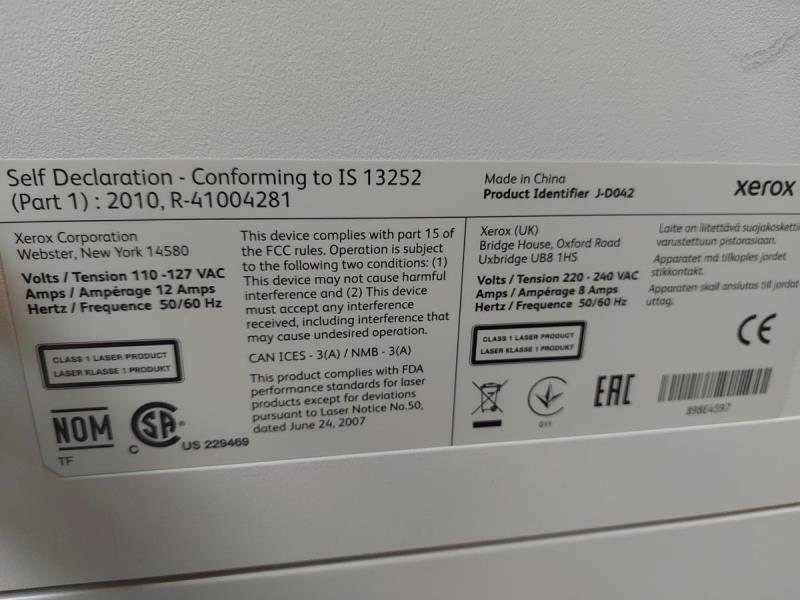 Self Declaration - Conforming to IS 13252
(Part 1) : 2010, R-41004281
Made in China
Product Identifier J-D042
xerox
Xerox Corporation
Webster, New York 14580
Volts / Tension 110 -127 VAC
Amps / Ampérage 12 Amps
Hertz / Frequence 50/60 Hz
CLASS 1 LASER PRODUCT
LASER KLASSE 1 PRODUKT
NOM
TF
C
SA
US 229469
This device complies with part 15 of
the FCC rules. Operation is subject
to the following two conditions: (1)
This device may not cause harmful
interference and (2) This device
must accept any interference
received, including interference that
may cause undesired operation.
CAN ICES - 3(A) / NMB - 3(A)
This product complies with FDA
performance standards for laser
products except for deviations
pursuant to Laser Notice No.50,
dated June 24, 2007
Xerox (UK)
Bridge House, Oxford Road
Uxbridge UB8 1HS
Volts / Tension 220 - 240 VAC
Amps / Ampérage 8 Amps
Hertz / Frequence 50/60 Hz
CLASS 1 LASER PRODUCT
LASER KLASSE 1 PRODUKT
011
EAC
Laite on liitettävä suojakosketti
varustettuun pistorasiaan.
Apparatet må tilkoples jordet
stikkontakt.
Apparaten skall anslutas till jordat
uttag.
CE
898E4597